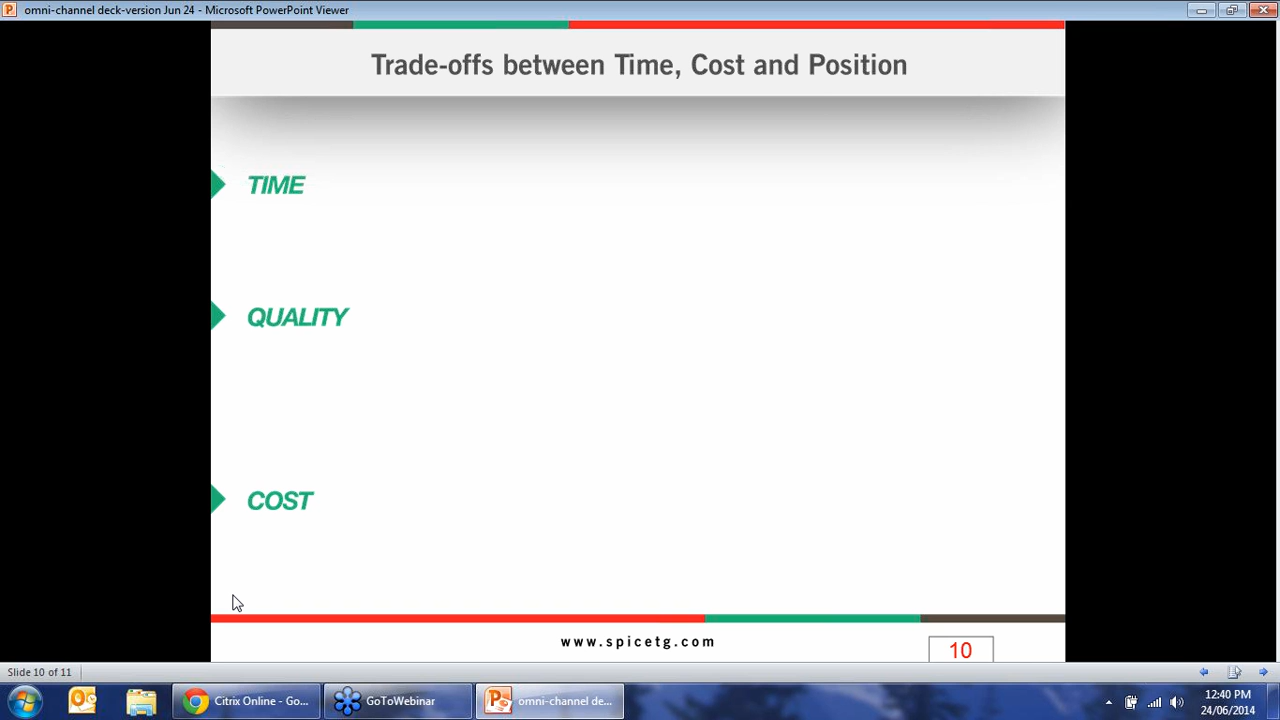 omni-channel deck-version Jun 24 - Microsoft PowerPoint Viewer
Trade-offs between Time, Cost and Position
TIME
QUALITY
COST
www.spicetg.com
10
Slide 10 of 11
Citrix Online - Go...
GoToWebinar
omni-channel de...
12:40 PM
24/06/2014